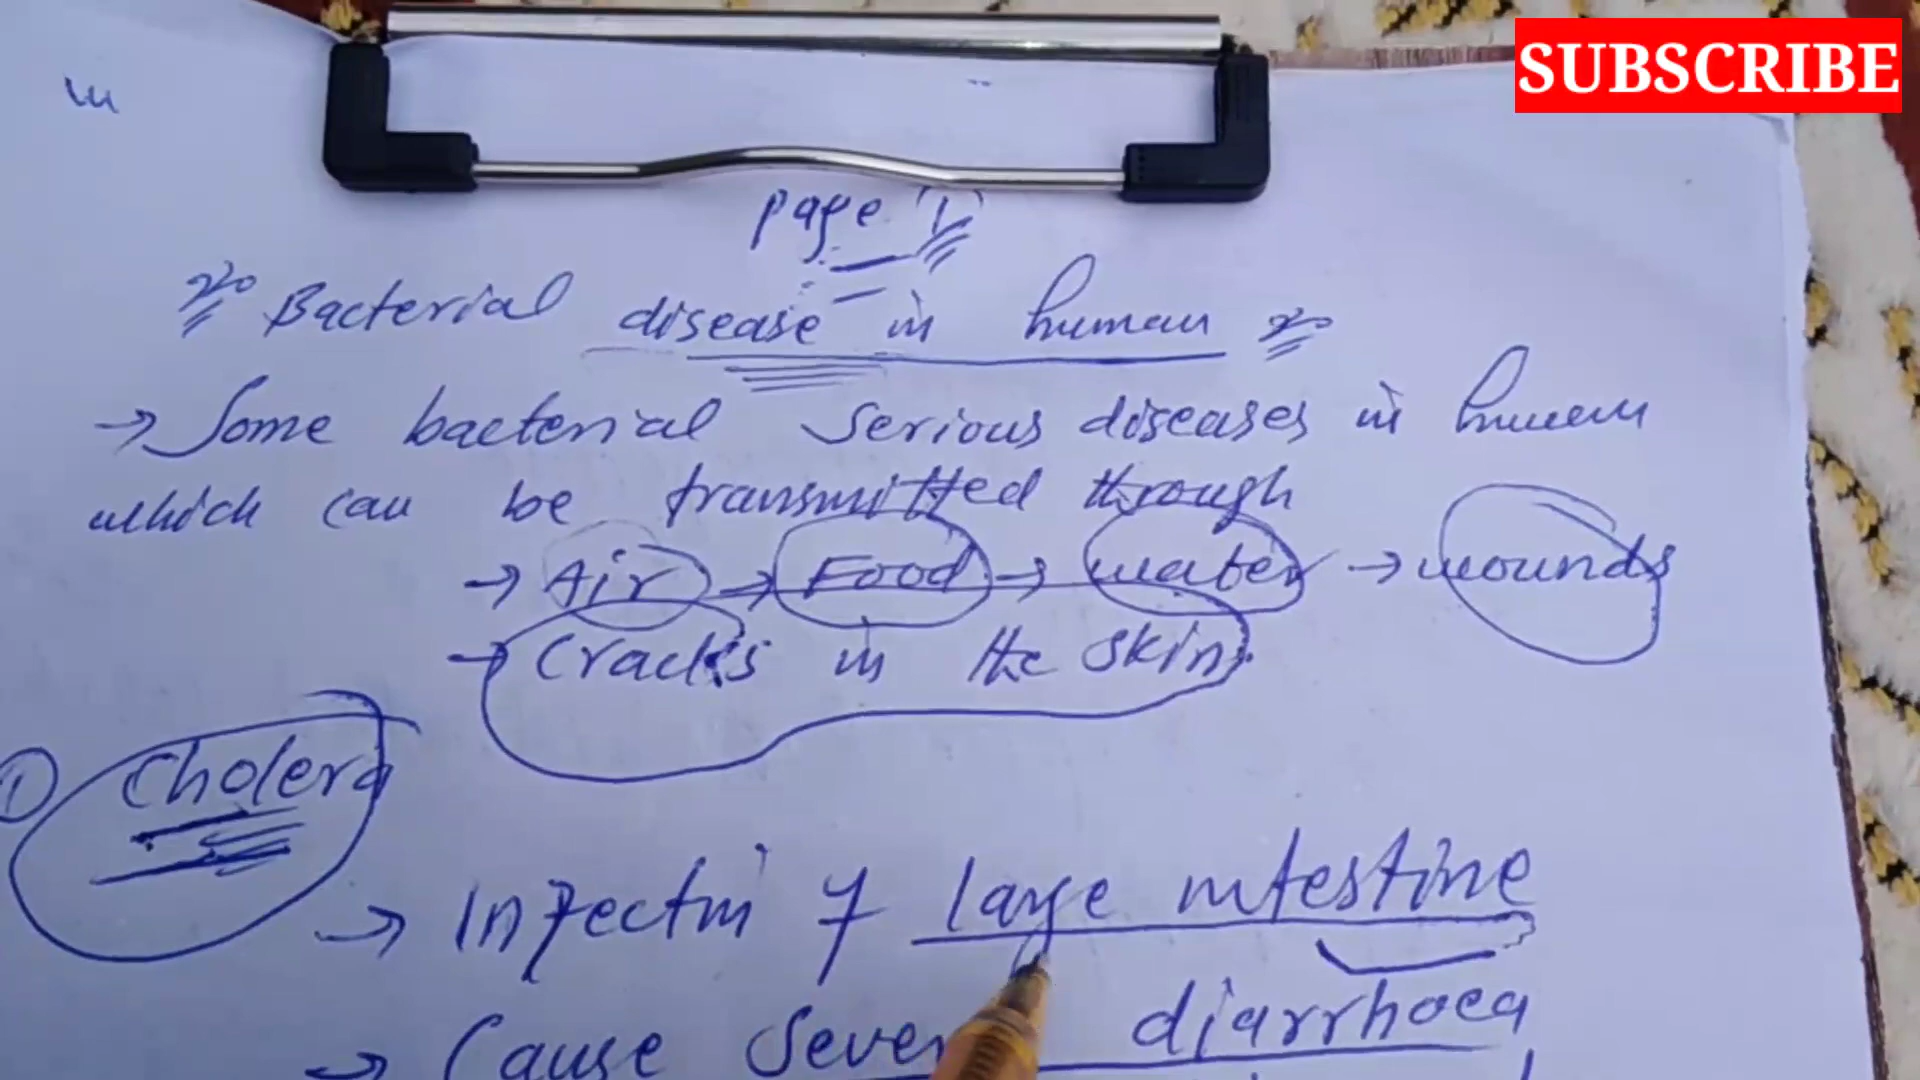 SUBSCRIBE
page 1
Bacterial disease in human
→ Some bacterial serious diseases in human
which can be transmitted through
→ Air → Food → water → wounds
→ Cracks in the skin.
① Cholera
→ Infection of large intestine
→ Cause diarrhoea